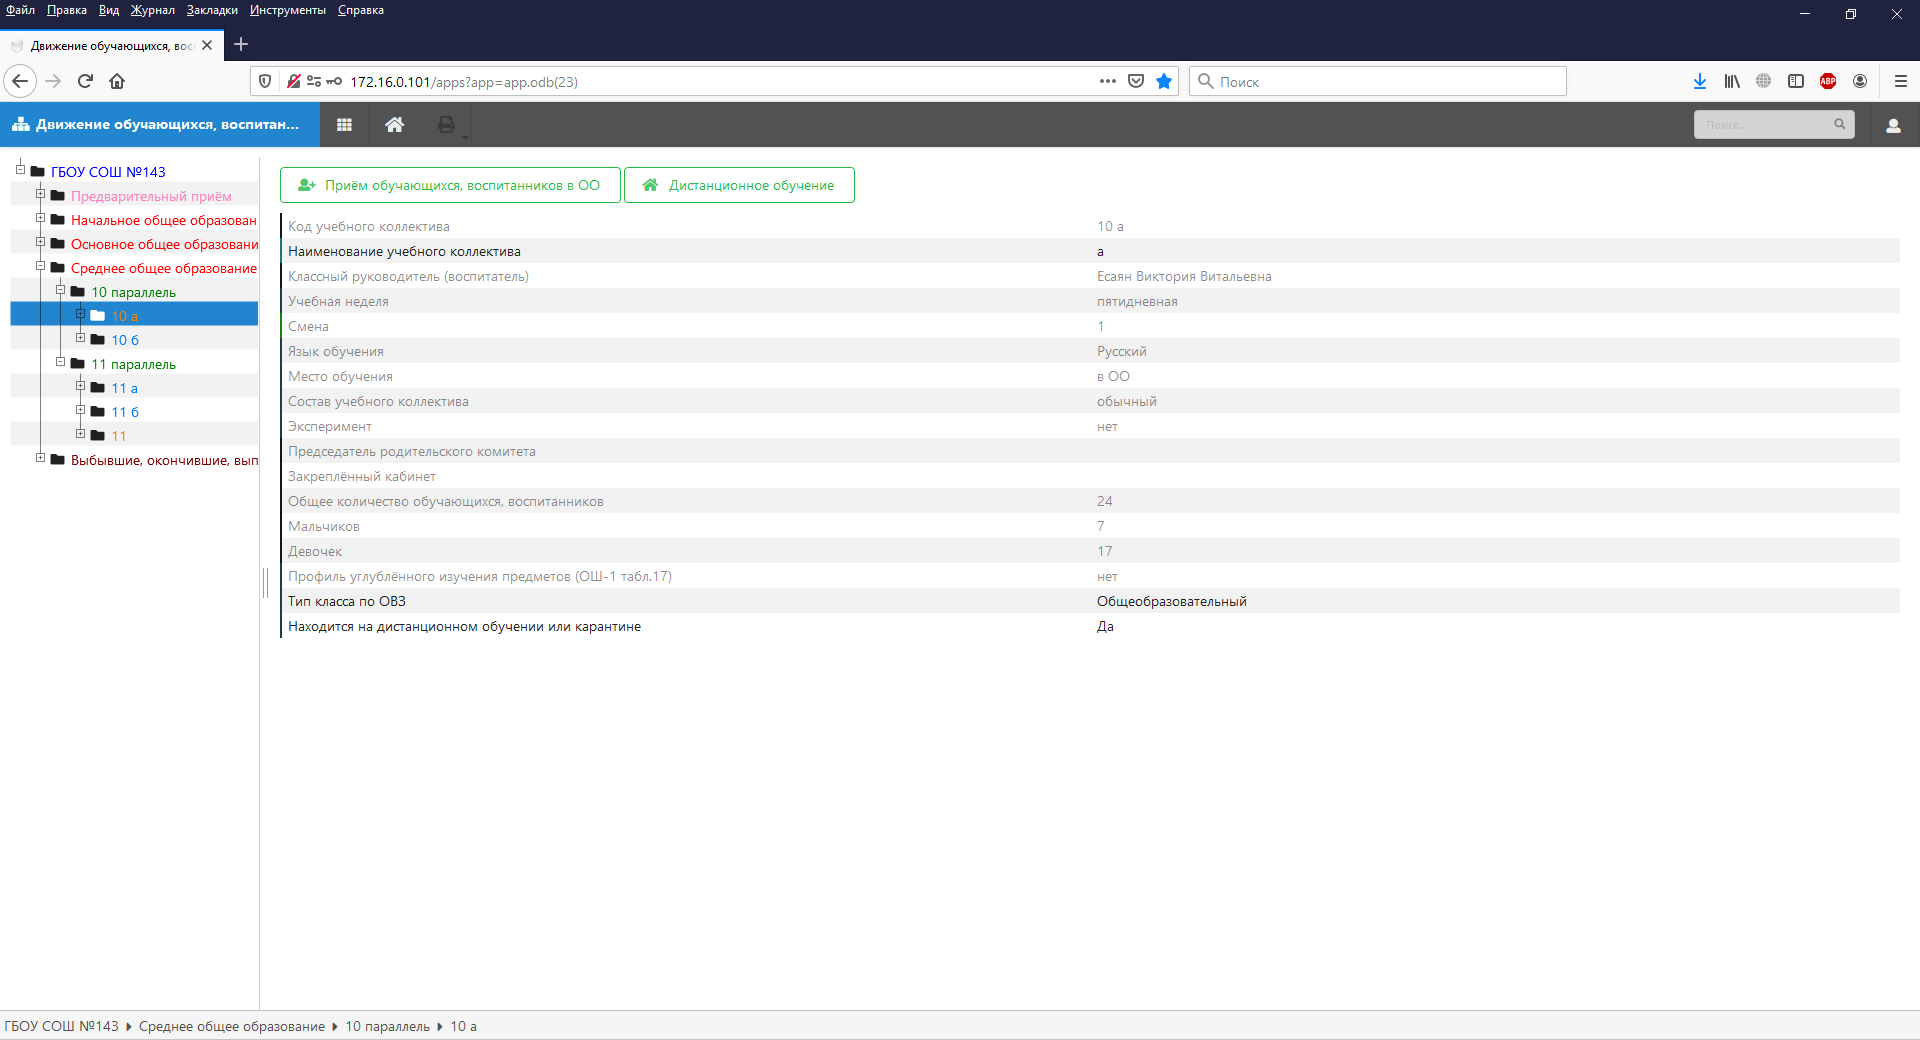 Файл Правка Вид Журнал Закладки Инструменты Справка
Движение обучающихся, вос
172.16.0.101/apps?app=app.odb(23)
Поиск
ABP
Движение обучающихся, воспитан...
Поиск...
ГБОУ СОШ №143
Предварительный приём
Начальное общее образован
Основное общее образовани
Среднее общее образование
10 параллель
10 а
10 б
11 параллель
11 а
11 б
11
Выбывшие, окончившие, вып
Приём обучающихся, воспитанников в ОО
Дистанционное обучение
Код учебного коллектива 10 а
Наименование учебного коллектива а
Классный руководитель (воспитатель) Есаян Виктория Витальевна
Учебная неделя пятидневная
Смена 1
Язык обучения Русский
Место обучения в ОО
Состав учебного коллектива обычный
Эксперимент нет
Председатель родительского комитета
Закреплённый кабинет
Общее количество обучающихся, воспитанников 24
Мальчиков 7
Девочек 17
Профиль углублённого изучения предметов (ОШ-1 табл.17) нет
Тип класса по ОВЗ Общеобразовательный
Находится на дистанционном обучении или карантине Да
ГБОУ СОШ №143 Среднее общее образование 10 параллель 10 а